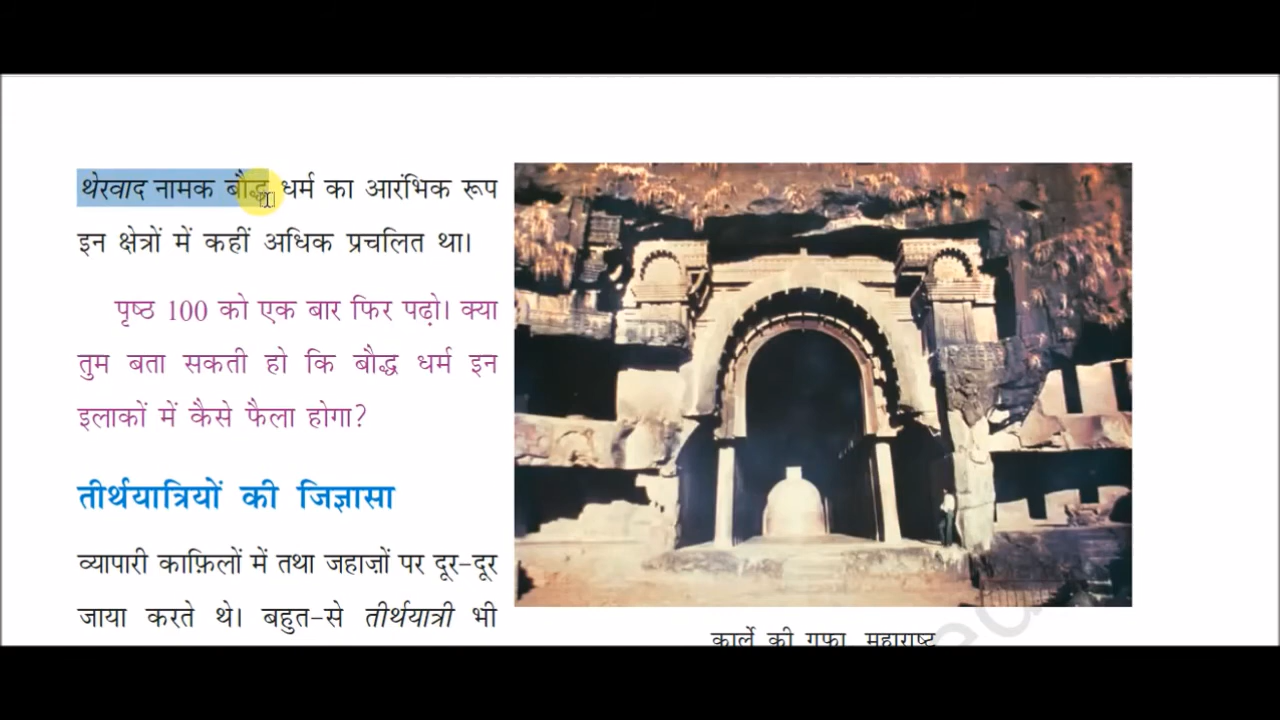 थेरवाद नामक बौद्ध धर्म का आरंभिक रूप
इन क्षेत्रों में कहीं अधिक प्रचलित था।
पृष्ठ 100 को एक बार फिर पढ़ो। क्या
तुम बता सकती हो कि बौद्ध धर्म इन
इलाकों में कैसे फैला होगा?
तीर्थयात्रियों की जिज्ञासा
व्यापारी काफ़िलों में तथा जहाज़ों पर दूर-दूर
जाया करते थे। बहुत-से तीर्थयात्री भी
कार्ले की गुफा, महाराष्ट्र